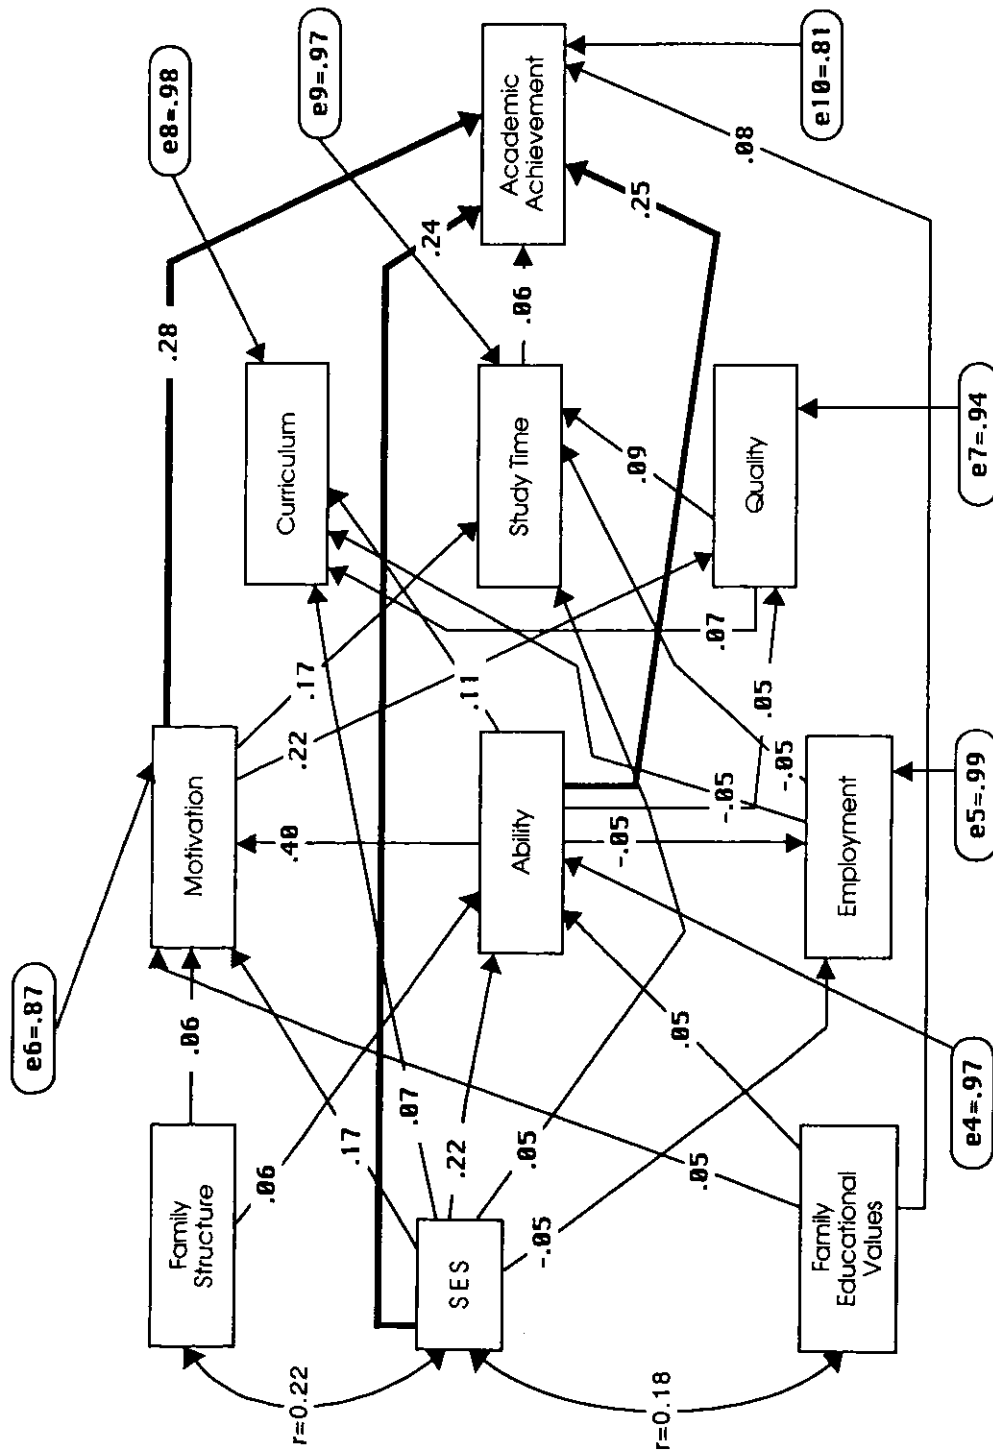 e6=.87
e8=.98
e9=.97
Family
Structure
.06
Motivation
.28
.06
.17
.22
.17
Curriculum
.24
.40
.11
r=0.22
SES
.07
.22
.05
-.05
Ability
Study Time
.06
Academic
Achievement
.09
.07
.25
r=0.18
.05
.05
-.05
-.05
-.05
.05
.08
Family
Educational
Values
Employment
Quality
e4=.97
e5=.99
e7=.94
e10=.81